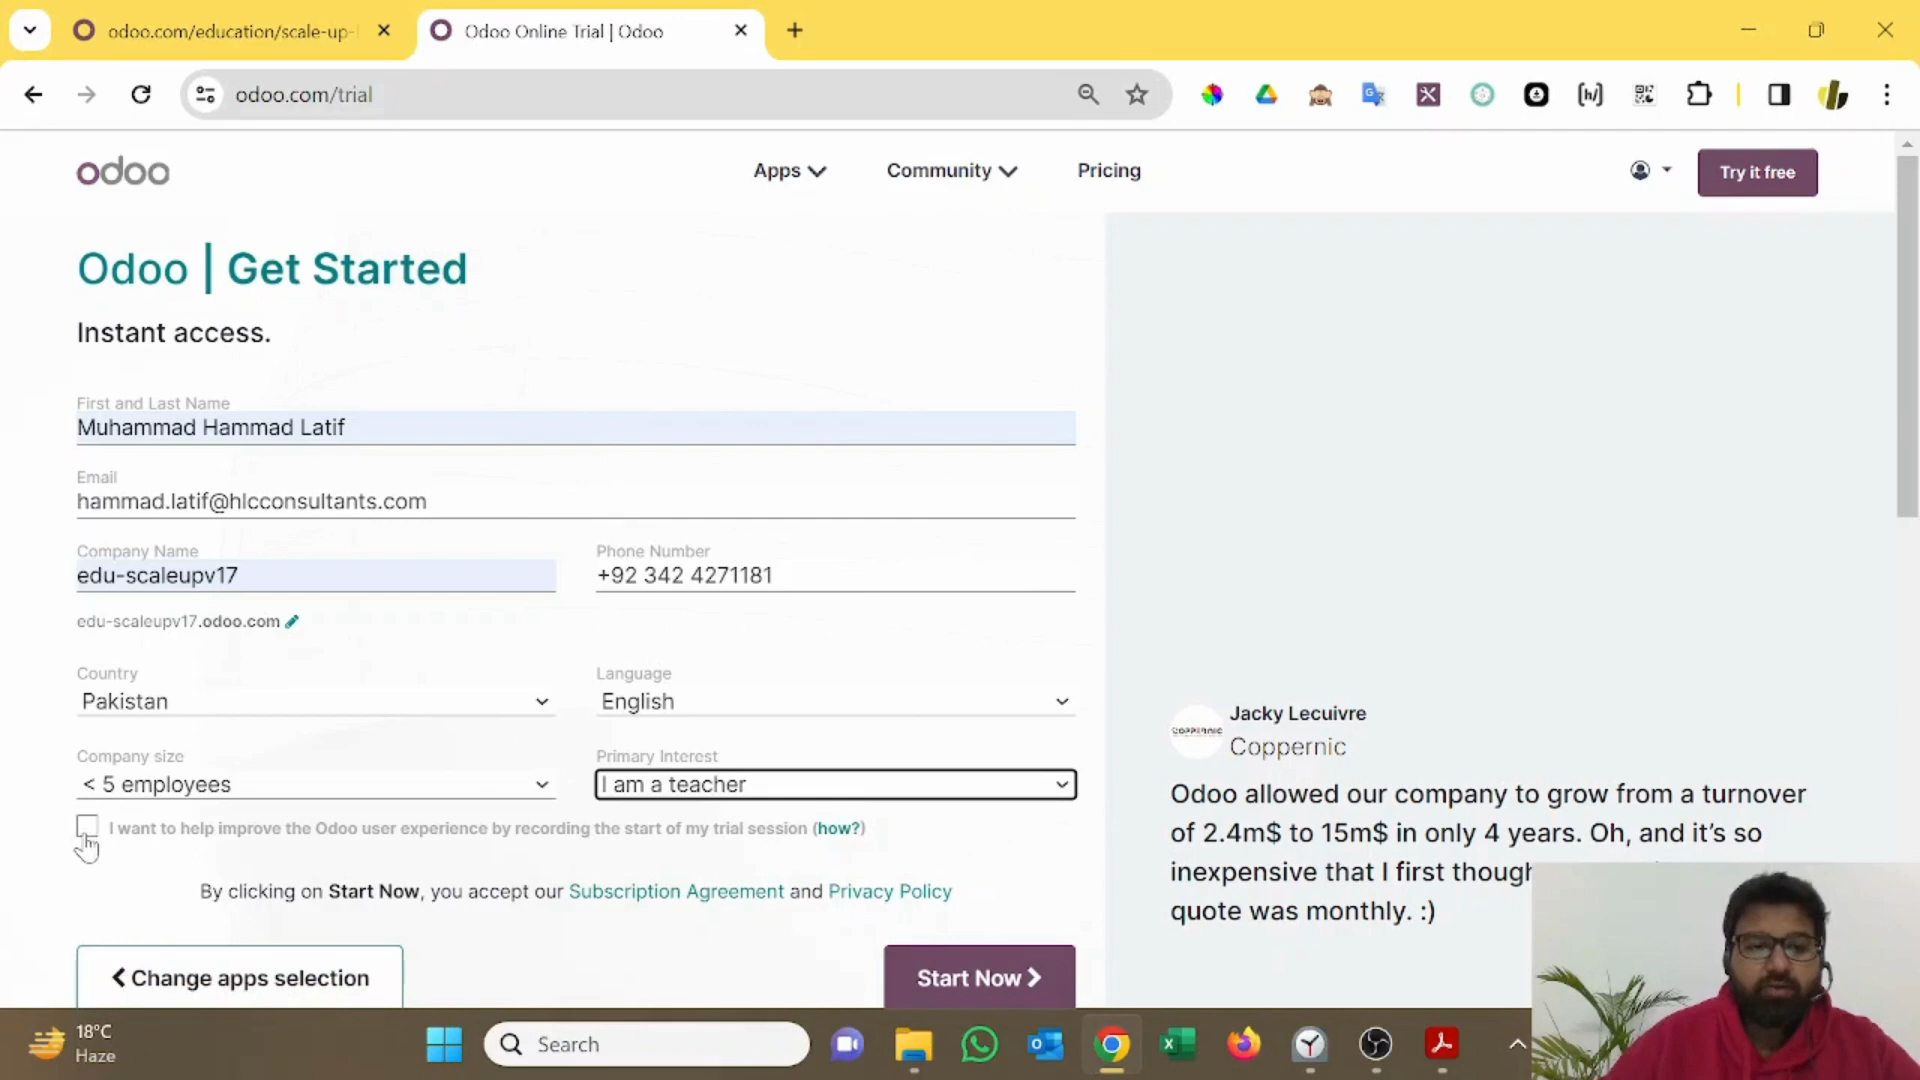 odoo.com/education/scale-up-
Odoo Online Trial | Odoo
odoo.com/trial
odoo
Apps
Community
Pricing
Try it free
Odoo | Get Started
Instant access.
First and Last Name
Muhammad Hammad Latif
Email
hammad.latif@hlcconsultants.com
Company Name
Phone Number
edu-scaleupv17
+92 342 4271181
edu-scaleupv17.odoo.com
Country
Language
Pakistan
English
Company size
Primary Interest
< 5 employees
I am a teacher
I want to help improve the Odoo user experience by recording the start of my trial session (how?)
By clicking on Start Now, you accept our Subscription Agreement and Privacy Policy
Change apps selection
Start Now
COPPERNIC
Jacky Lecuivre
Coppernic
Odoo allowed our company to grow from a turnover
of 2.4m$ to 15m$ in only 4 years. Oh, and it's so
inexpensive that I first though
quote was monthly. :)
18°C
Haze
Search